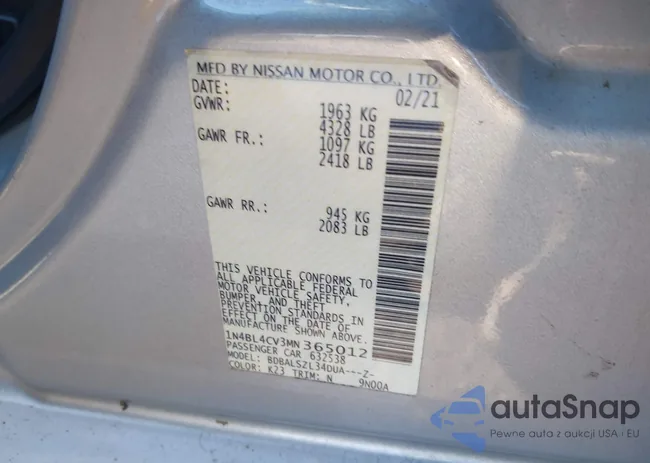 MFD BY NISSAN MOTOR CO., LTD.
DATE: 02/21
GVWR: 1963 KG
4328 LB
GAWR FR.: 1097 KG
2418 LB
GAWR RR.: 945 KG
2083 LB
THIS VEHICLE CONFORMS TO
ALL APPLICABLE FEDERAL
MOTOR VEHICLE SAFETY,
BUMPER, AND THEFT
PREVENTION STANDARDS IN
EFFECT ON THE DATE OF
MANUFACTURE SHOWN ABOVE.
1N4BL4CV3MN365012
PASSENGER CAR 632538
MODEL: BDBALSZL34DUA---Z-
COLOR: K23 TRIM: N 9N00A
autaSnap
Pewne auta z aukcji USA i EU